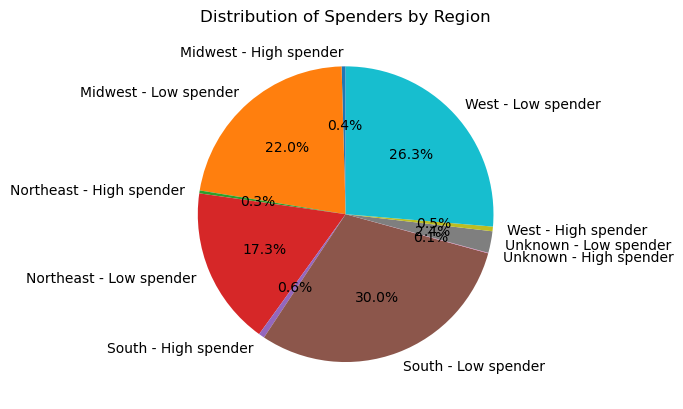 Distribution of Spenders by Region
Midwest - High spender
Midwest - Low spender
West - Low spender
0.4%
22.0%
26.3%
Northeast - High spender
0.3%
0.5%
West - High spender
2.4%
Unknown - Low spender
0.1%
Unknown - High spender
17.3%
Northeast - Low spender
0.6%
30.0%
South - High spender
South - Low spender